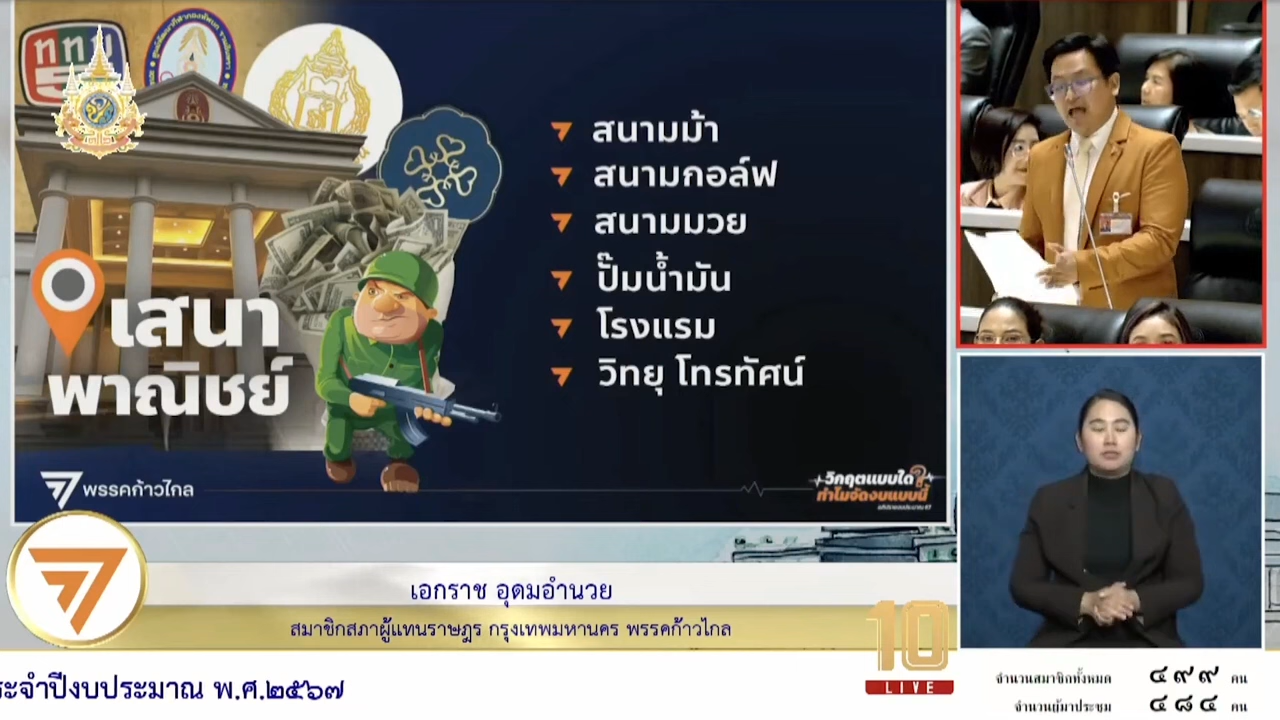 ททบ
5
สนามม้า
สนามกอล์ฟ
สนามมวย
ปั๊มน้ำมัน
โรงแรม
วิทยุ โทรทัศน์
เสนา
พาณิชย์
พรรคก้าวไกล
วิกฤตแบบใด?
ทำไมจัดงบแบบนี้
เอกราช อุดมอำนวย
สมาชิกสภาผู้แทนราษฎร กรุงเทพมหานคร พรรคก้าวไกล
10
LIVE
ระจำปีงบประมาณ พ.ศ.๒๕๖๗
จำนวนสมาชิกทั้งหมด ๔๙๙ คน
จำนวนผู้มาประชุม ๔๘๔ คน